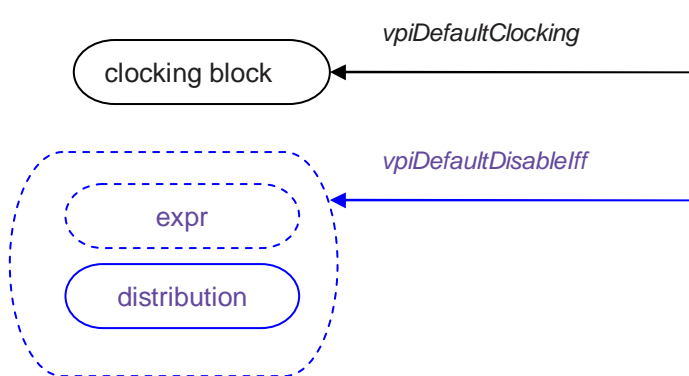 vpiDefaultClocking
clocking block
vpiDefaultDisableIff
expr
distribution